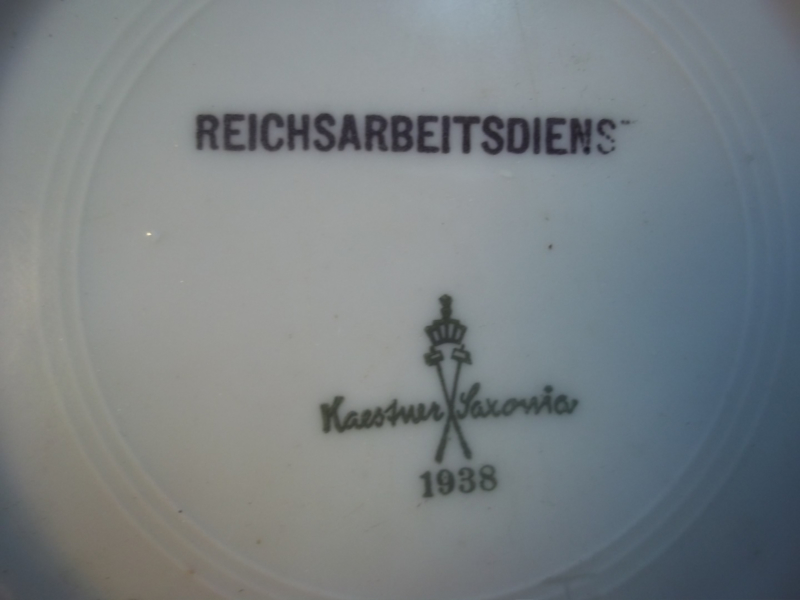 REICHSARBEITSDIENST
Kaestner Saxonia
1938